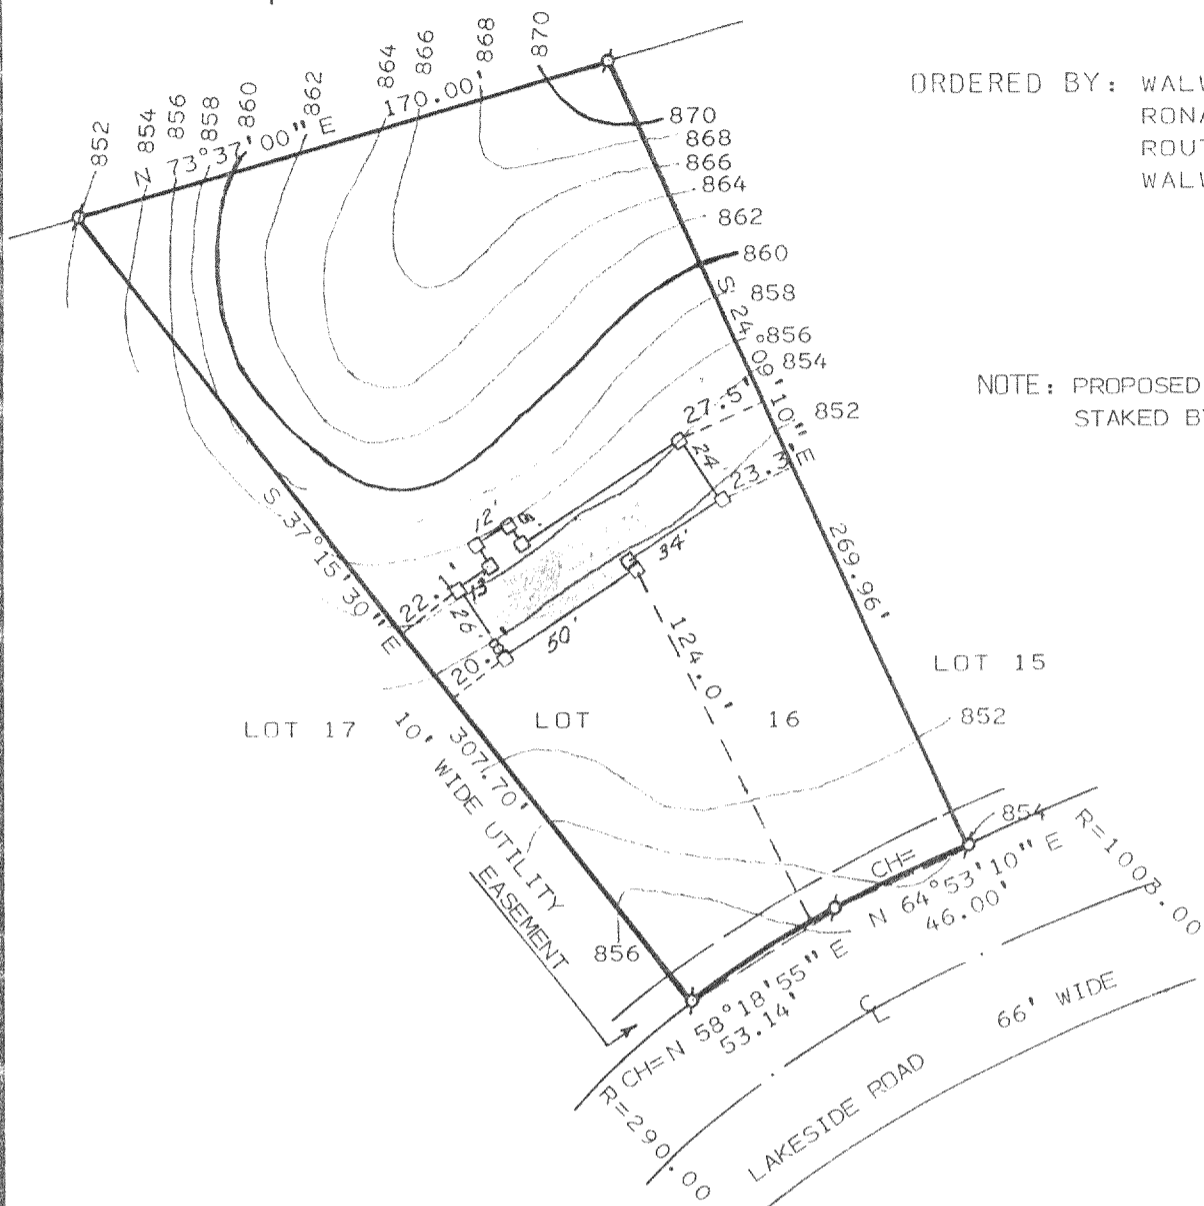 852
854
856
858
860
862
864
866
868
870
N 73°37'00" E
170.00'
ORDERED BY: WALW
RONA
ROUT
WALW
870
868
866
864
862
860
858
856
854
852
S 24°09'10" E
269.96'
NOTE: PROPOSED
STAKED BY
27.5'
24'
23.3'
12'
34'
13'
22.1'
26'
20.
50'
124.0'
S 37°15'30" E
307.70'
LOT 17
LOT 16
LOT 15
852
854
856
10' WIDE UTILITY
EASEMENT
CH=
N 64°53'10" E
46.00'
R=1003.00
CH= N 58°18'55" E
53.14'
R=290.00
CL
66' WIDE
LAKESIDE ROAD